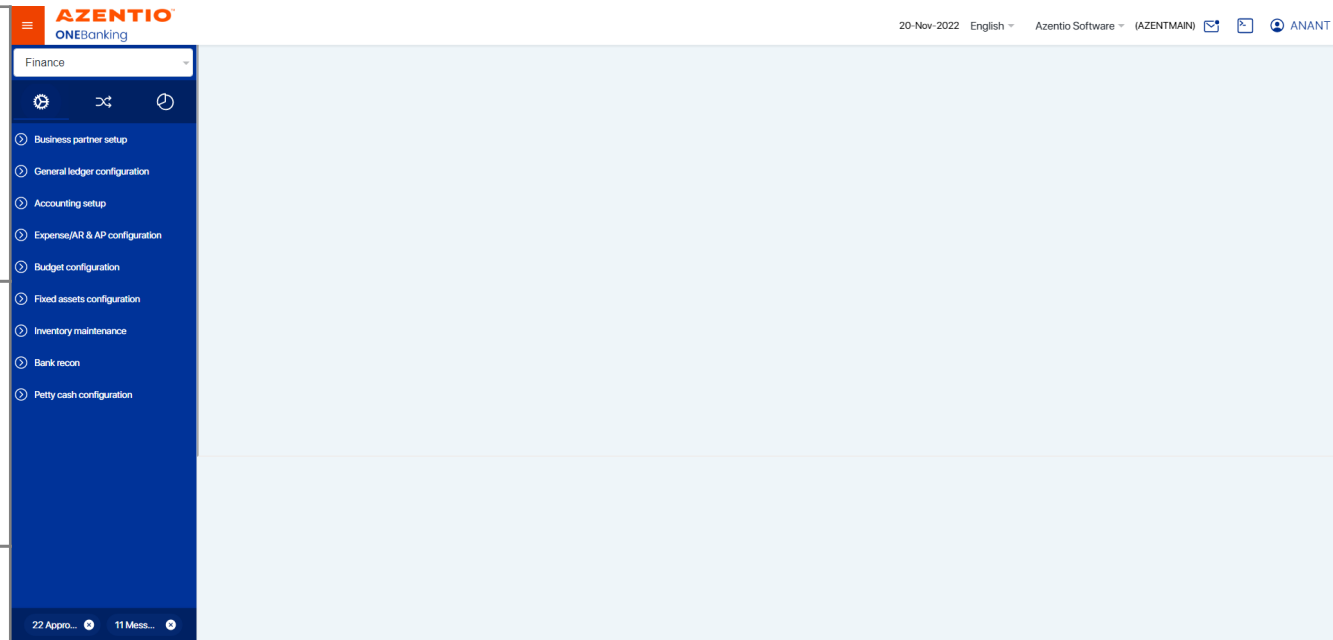 AZENTIO™
ONEBanking
20-Nov-2022 English Azentio Software (AZENTMAIN) ANANT
Finance
Business partner setup
General ledger configuration
Accounting setup
Expense/AR & AP configuration
Budget configuration
Fixed assets configuration
Inventory maintenance
Bank recon
Petty cash configuration
22 Appro... 11 Mess...